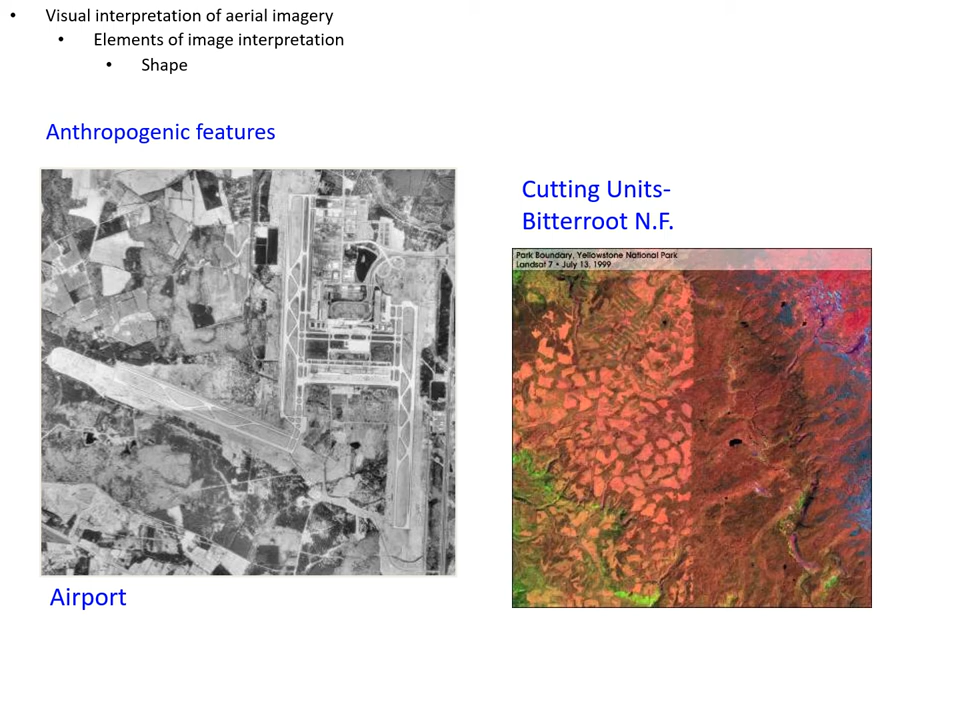 • Visual interpretation of aerial imagery
• Elements of image interpretation
• Shape
Anthropogenic features
Cutting Units-
Bitterroot N.F.
Park Boundary, Yellowstone National Park
Landsat 7 • July 13, 1999
Airport